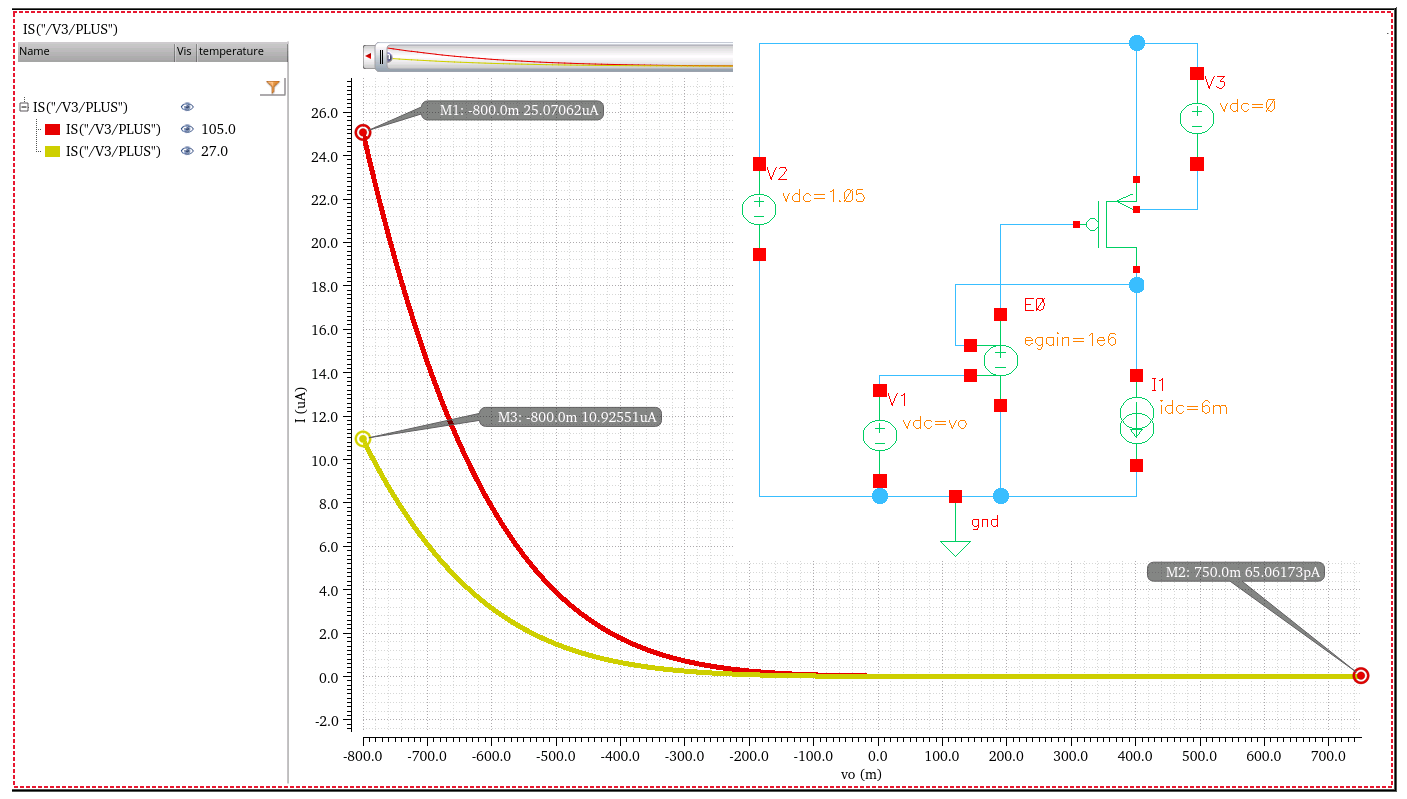 IS("/V3/PLUS")
Name Vis temperature
IS("/V3/PLUS")
IS("/V3/PLUS") 105.0
IS("/V3/PLUS") 27.0
I (uA)
26.0
24.0
22.0
20.0
18.0
16.0
14.0
12.0
10.0
8.0
6.0
4.0
2.0
0.0
-2.0
M1: -800.0m 25.07062uA
M3: -800.0m 10.92551uA
M2: 750.0m 65.06173pA
V3
vdc=0
V2
vdc=1.05
E0
egain=1e6
V1
vdc=vo
I1
idc=6m
gnd
-800.0 -700.0 -600.0 -500.0 -400.0 -300.0 -200.0 -100.0 0.0 100.0 200.0 300.0 400.0 500.0 600.0 700.0
vo (m)